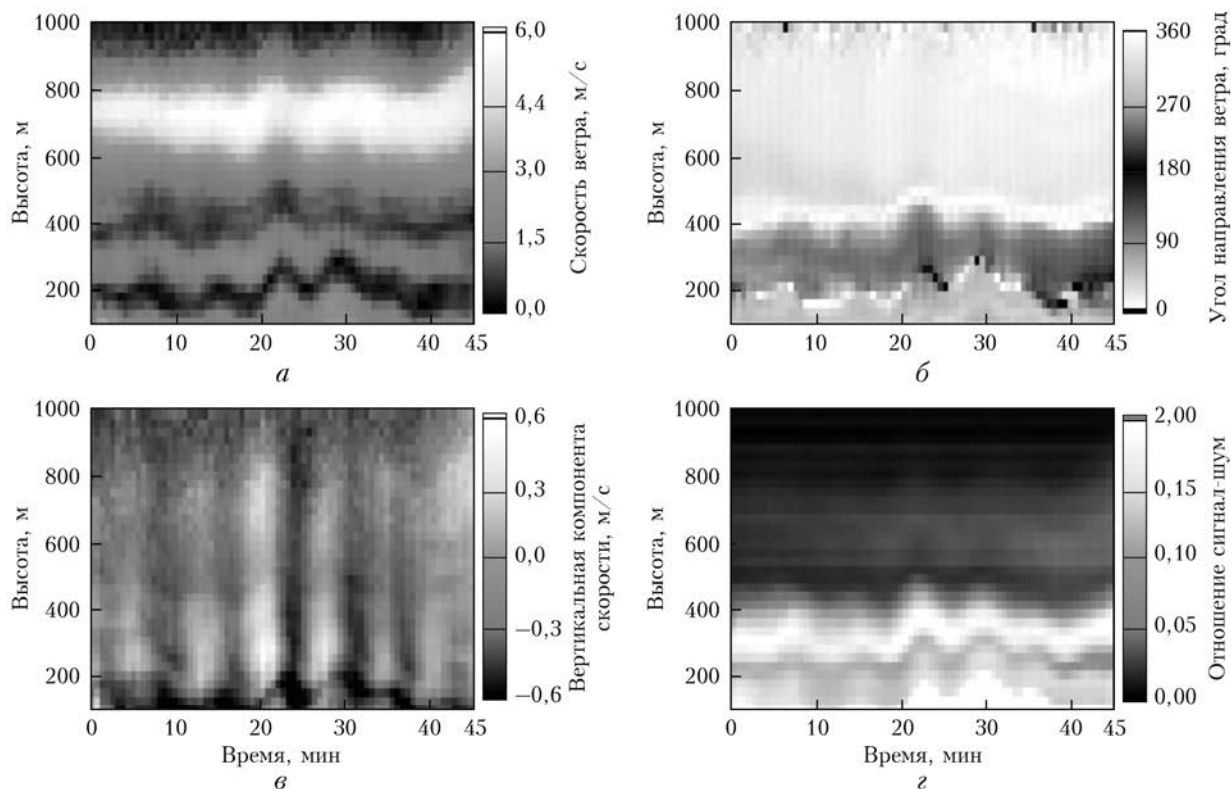 1000
800
600
400
200
Высота, м
0 10 20 30 40 45
а
6,0
4,4
3,0
1,5
0,0
Скорость ветра, м/с
1000
800
600
400
200
Высота, м
0 10 20 30 40 45
б
360
270
180
90
0
Угол направления ветра, град
1000
800
600
400
200
Высота, м
0 10 20 30 40 45
Время, мин
в
0,6
0,3
0,0
–0,3
–0,6
Вертикальная компонента
скорости, м/с
1000
800
600
400
200
Высота, м
0 10 20 30 40 45
Время, мин
г
2,00
0,15
0,10
0,05
0,00
Отношение сигнал-шум